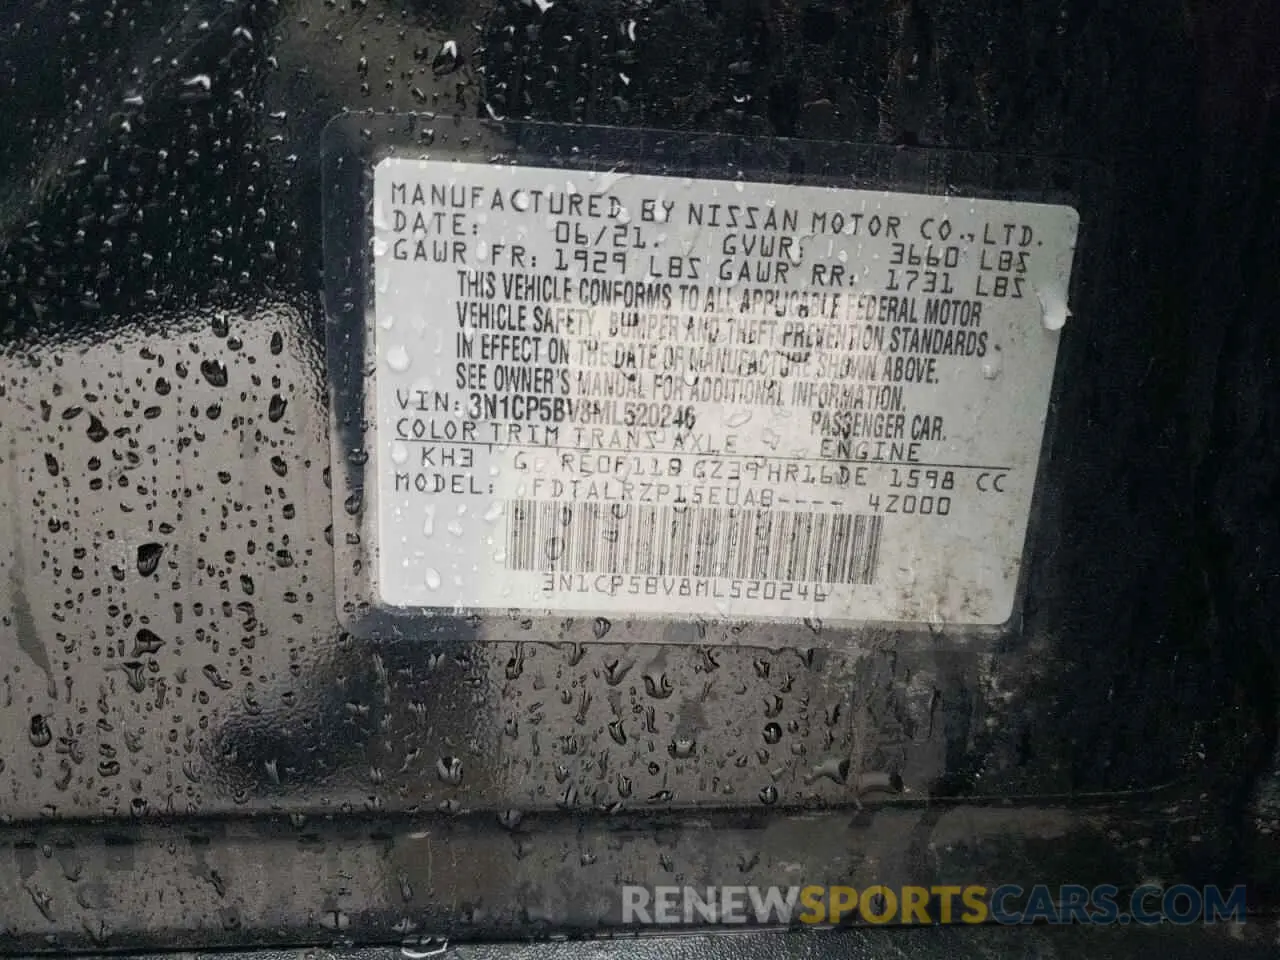 MANUFACTURED BY NISSAN MOTOR CO.,LTD.
DATE: 06/21. GVWR: 3660 LBS
GAWR FR: 1929 LBS GAWR RR: 1731 LBS
THIS VEHICLE CONFORMS TO ALL APPLICABLE FEDERAL MOTOR
VEHICLE SAFETY, BUMPER AND THEFT PREVENTION STANDARDS
IN EFFECT ON THE DATE OF MANUFACTURE SHOWN ABOVE.
SEE OWNER'S MANUAL FOR ADDITIONAL INFORMATION.
VIN: 3N1CP5BV8ML520246 PASSENGER CAR.
COLOR TRIM TRANS AXLE ENGINE
KH3 G RE0F11B GZ39 HR16DE 1598 CC
MODEL: FDTALRZP15EUA8---- 4Z000
3N1CP5BV8ML520246
RENEWSPORTSCARS.COM